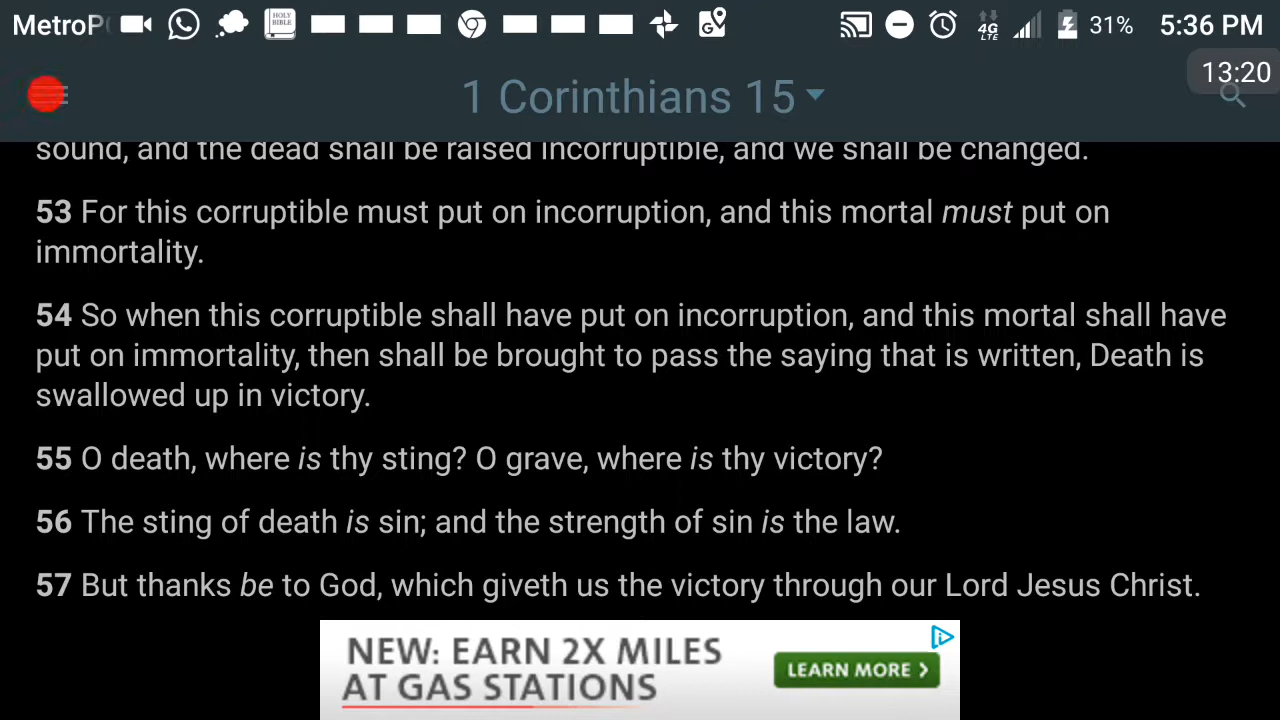 MetroP
HOLY BIBLE
G
4G LTE
31%
5:36 PM
13:20
1 Corinthians 15
sound, and the dead shall be raised incorruptible, and we shall be changed.
53 For this corruptible must put on incorruption, and this mortal must put on
immortality.
54 So when this corruptible shall have put on incorruption, and this mortal shall have
put on immortality, then shall be brought to pass the saying that is written, Death is
swallowed up in victory.
55 O death, where is thy sting? O grave, where is thy victory?
56 The sting of death is sin; and the strength of sin is the law.
57 But thanks be to God, which giveth us the victory through our Lord Jesus Christ.
NEW: EARN 2X MILES
AT GAS STATIONS
LEARN MORE >